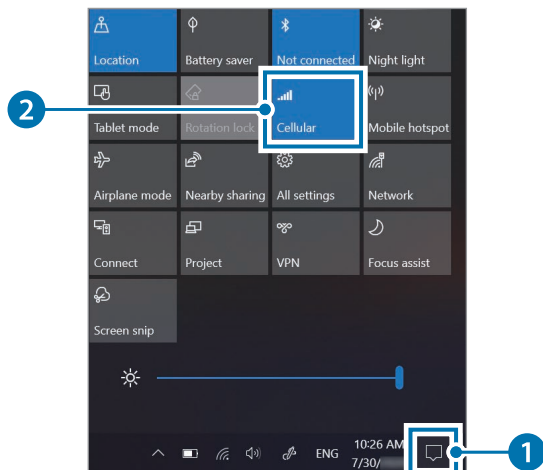 Location
Battery saver
Not connected
Night light
2
Tablet mode
Rotation lock
Cellular
Mobile hotspot
Airplane mode
Nearby sharing
All settings
Network
Connect
Project
VPN
Focus assist
Screen snip
ENG
10:26 AM
7/30/
1